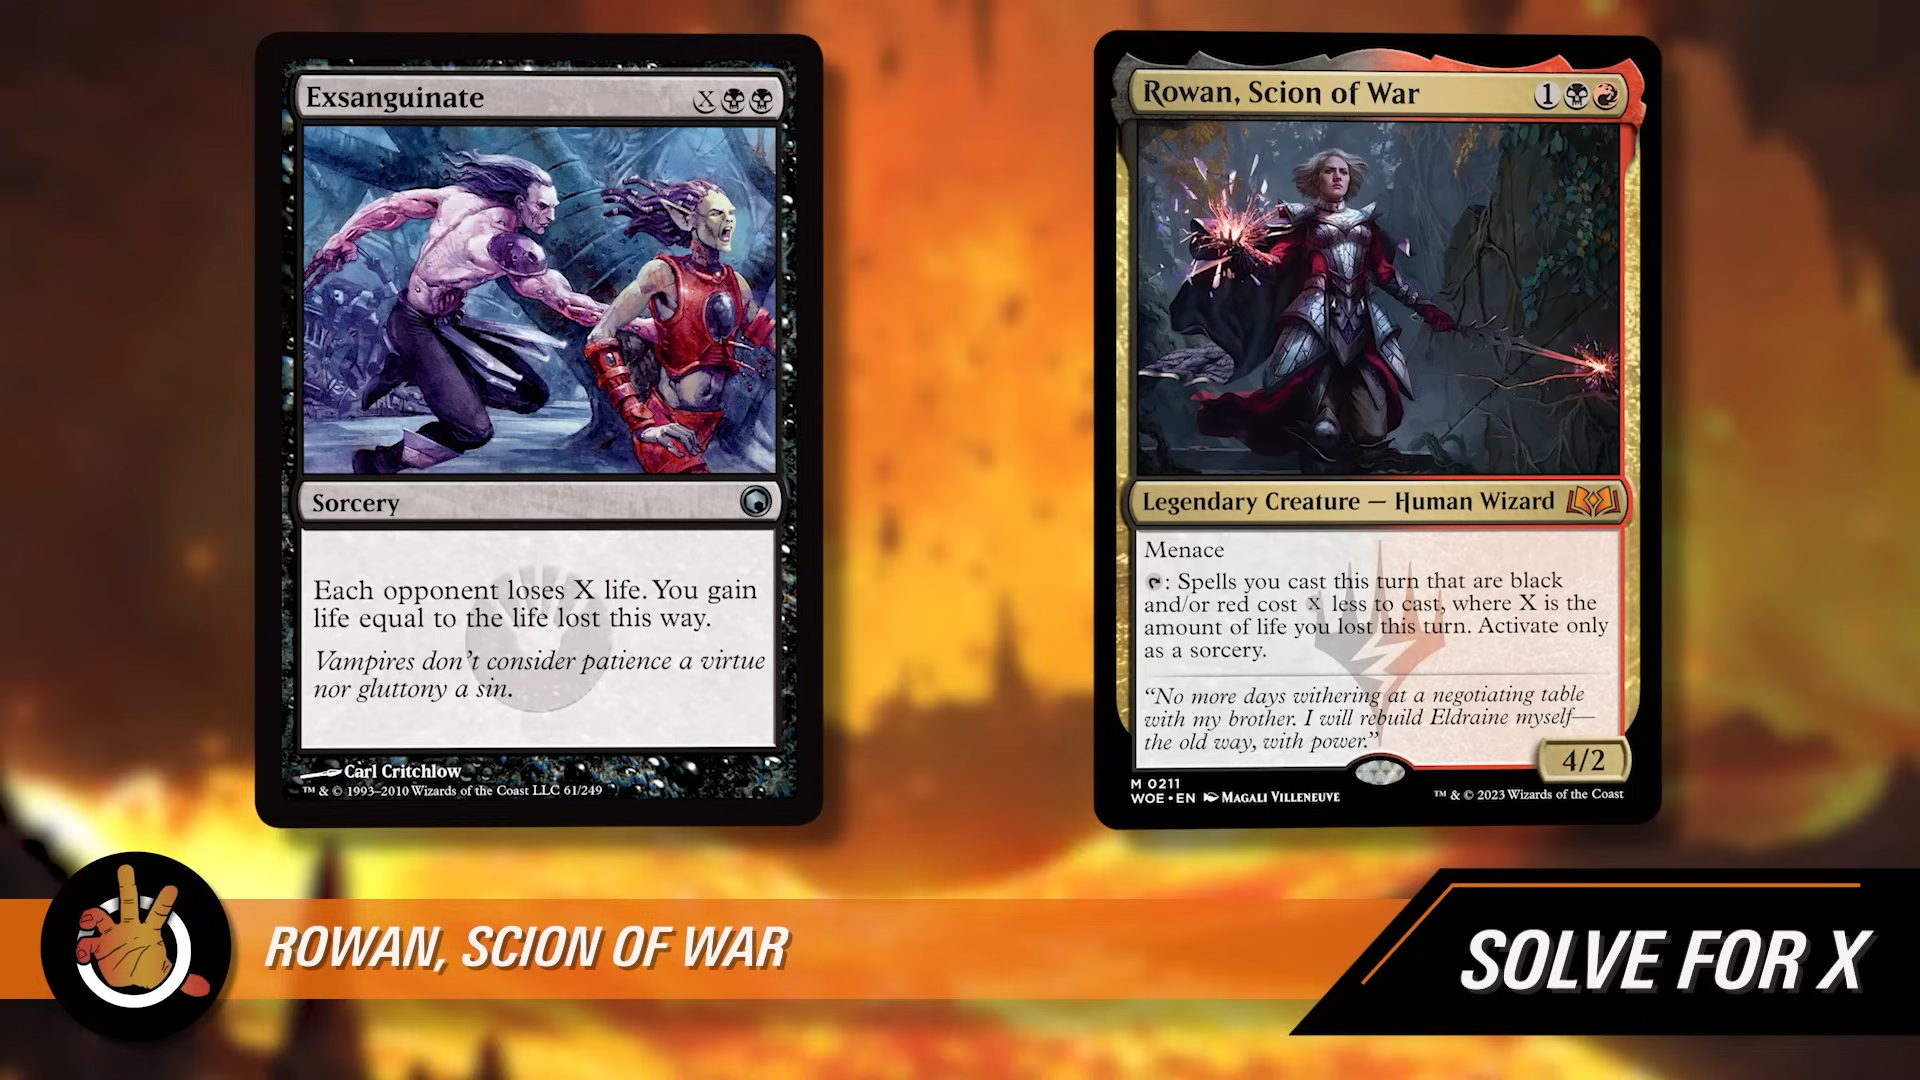 Exsanguinate X
Sorcery
Each opponent loses X life. You gain
life equal to the life lost this way.
Vampires don't consider patience a virtue
nor gluttony a sin.
Carl Critchlow
™ & © 1993–2010 Wizards of the Coast LLC 61/249
Rowan, Scion of War 1
Legendary Creature — Human Wizard
Menace
: Spells you cast this turn that are black
and/or red cost X less to cast, where X is the
amount of life you lost this turn. Activate only
as a sorcery.
“No more days withering at a negotiating table
with my brother. I will rebuild Eldraine myself—
the old way, with power.”
4/2
M 0211
WOE • EN MAGALI VILLENEUVE
™ & © 2023 Wizards of the Coast
ROWAN, SCION OF WAR
SOLVE FOR X